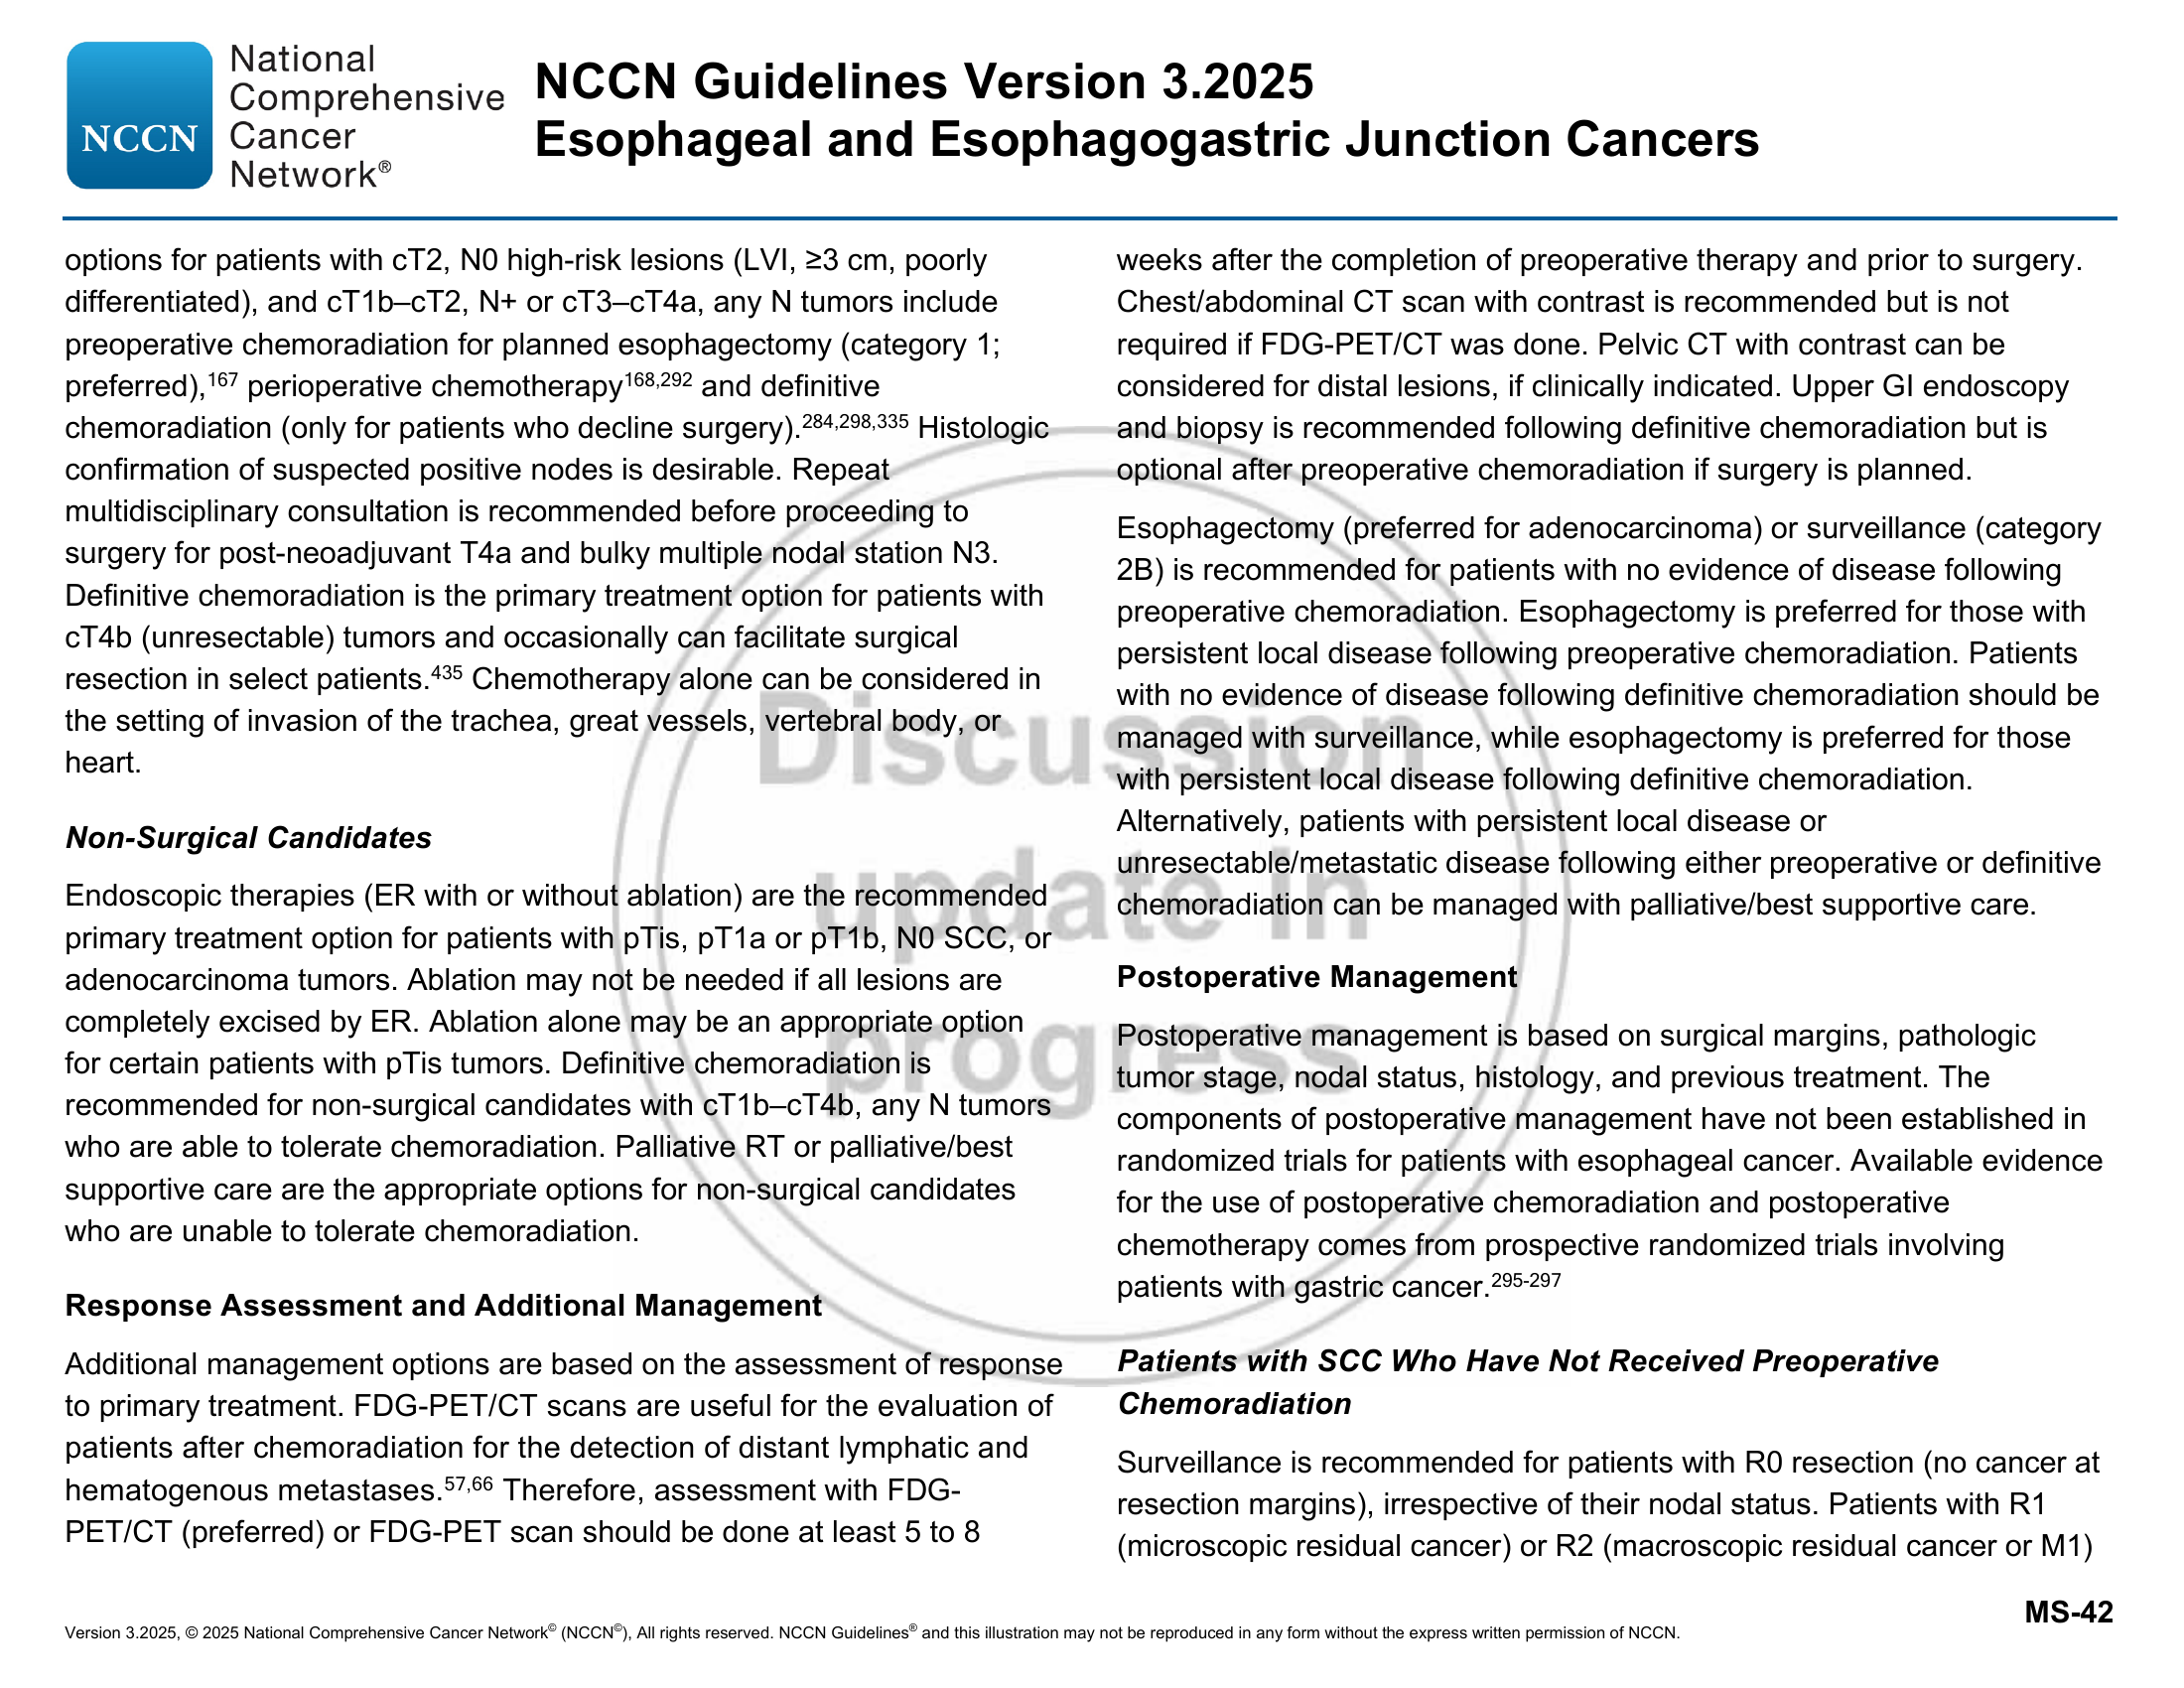 NCCN
National
Comprehensive
Cancer
Network®
NCCN Guidelines Version 3.2025
Esophageal and Esophagogastric Junction Cancers
options for patients with cT2, N0 high-risk lesions (LVI, ≥3 cm, poorly
differentiated), and cT1b–cT2, N+ or cT3–cT4a, any N tumors include
preoperative chemoradiation for planned esophagectomy (category 1;
preferred),167 perioperative chemotherapy168,292 and definitive
chemoradiation (only for patients who decline surgery).284,298,335 Histologic
confirmation of suspected positive nodes is desirable. Repeat
multidisciplinary consultation is recommended before proceeding to
surgery for post-neoadjuvant T4a and bulky multiple nodal station N3.
Definitive chemoradiation is the primary treatment option for patients with
cT4b (unresectable) tumors and occasionally can facilitate surgical
resection in select patients.435 Chemotherapy alone can be considered in
the setting of invasion of the trachea, great vessels, vertebral body, or
heart.
Non-Surgical Candidates
Endoscopic therapies (ER with or without ablation) are the recommended
primary treatment option for patients with pTis, pT1a or pT1b, N0 SCC, or
adenocarcinoma tumors. Ablation may not be needed if all lesions are
completely excised by ER. Ablation alone may be an appropriate option
for certain patients with pTis tumors. Definitive chemoradiation is
recommended for non-surgical candidates with cT1b–cT4b, any N tumors
who are able to tolerate chemoradiation. Palliative RT or palliative/best
supportive care are the appropriate options for non-surgical candidates
who are unable to tolerate chemoradiation.
Response Assessment and Additional Management
Additional management options are based on the assessment of response
to primary treatment. FDG-PET/CT scans are useful for the evaluation of
patients after chemoradiation for the detection of distant lymphatic and
hematogenous metastases.57,66 Therefore, assessment with FDG-
PET/CT (preferred) or FDG-PET scan should be done at least 5 to 8
weeks after the completion of preoperative therapy and prior to surgery.
Chest/abdominal CT scan with contrast is recommended but is not
required if FDG-PET/CT was done. Pelvic CT with contrast can be
considered for distal lesions, if clinically indicated. Upper GI endoscopy
and biopsy is recommended following definitive chemoradiation but is
optional after preoperative chemoradiation if surgery is planned.
Esophagectomy (preferred for adenocarcinoma) or surveillance (category
2B) is recommended for patients with no evidence of disease following
preoperative chemoradiation. Esophagectomy is preferred for those with
persistent local disease following preoperative chemoradiation. Patients
with no evidence of disease following definitive chemoradiation should be
managed with surveillance, while esophagectomy is preferred for those
with persistent local disease following definitive chemoradiation.
Alternatively, patients with persistent local disease or
unresectable/metastatic disease following either preoperative or definitive
chemoradiation can be managed with palliative/best supportive care.
Postoperative Management
Postoperative management is based on surgical margins, pathologic
tumor stage, nodal status, histology, and previous treatment. The
components of postoperative management have not been established in
randomized trials for patients with esophageal cancer. Available evidence
for the use of postoperative chemoradiation and postoperative
chemotherapy comes from prospective randomized trials involving
patients with gastric cancer.295-297
Patients with SCC Who Have Not Received Preoperative
Chemoradiation
Surveillance is recommended for patients with R0 resection (no cancer at
resection margins), irrespective of their nodal status. Patients with R1
(microscopic residual cancer) or R2 (macroscopic residual cancer or M1)
Discussion
update in
progress
MS-42
Version 3.2025, © 2025 National Comprehensive Cancer Network© (NCCN©), All rights reserved. NCCN Guidelines® and this illustration may not be reproduced in any form without the express written permission of NCCN.